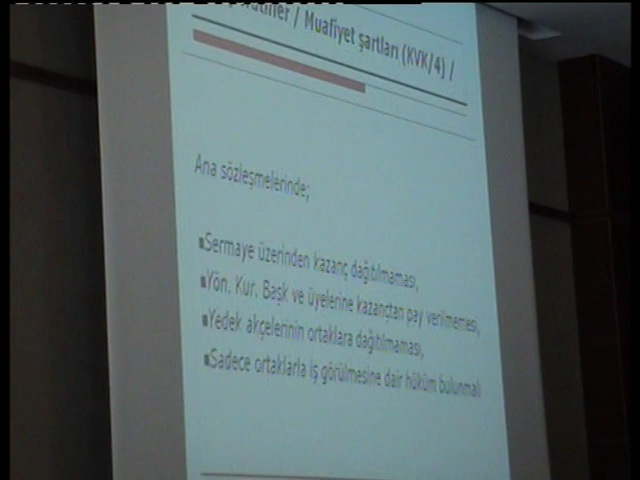 / Muafiyet şartları (KVK/4) /
Ana sözleşmelerinde;
▪Sermaye üzerinden kazanç dağıtılmaması,
▪Yön. Kur. Başk ve üyelerine kazançtan pay verilmemesi,
▪Yedek akçelerinin ortaklara dağıtılmaması,
▪Sadece ortaklarla iş görülmesine dair hüküm bulunmalı